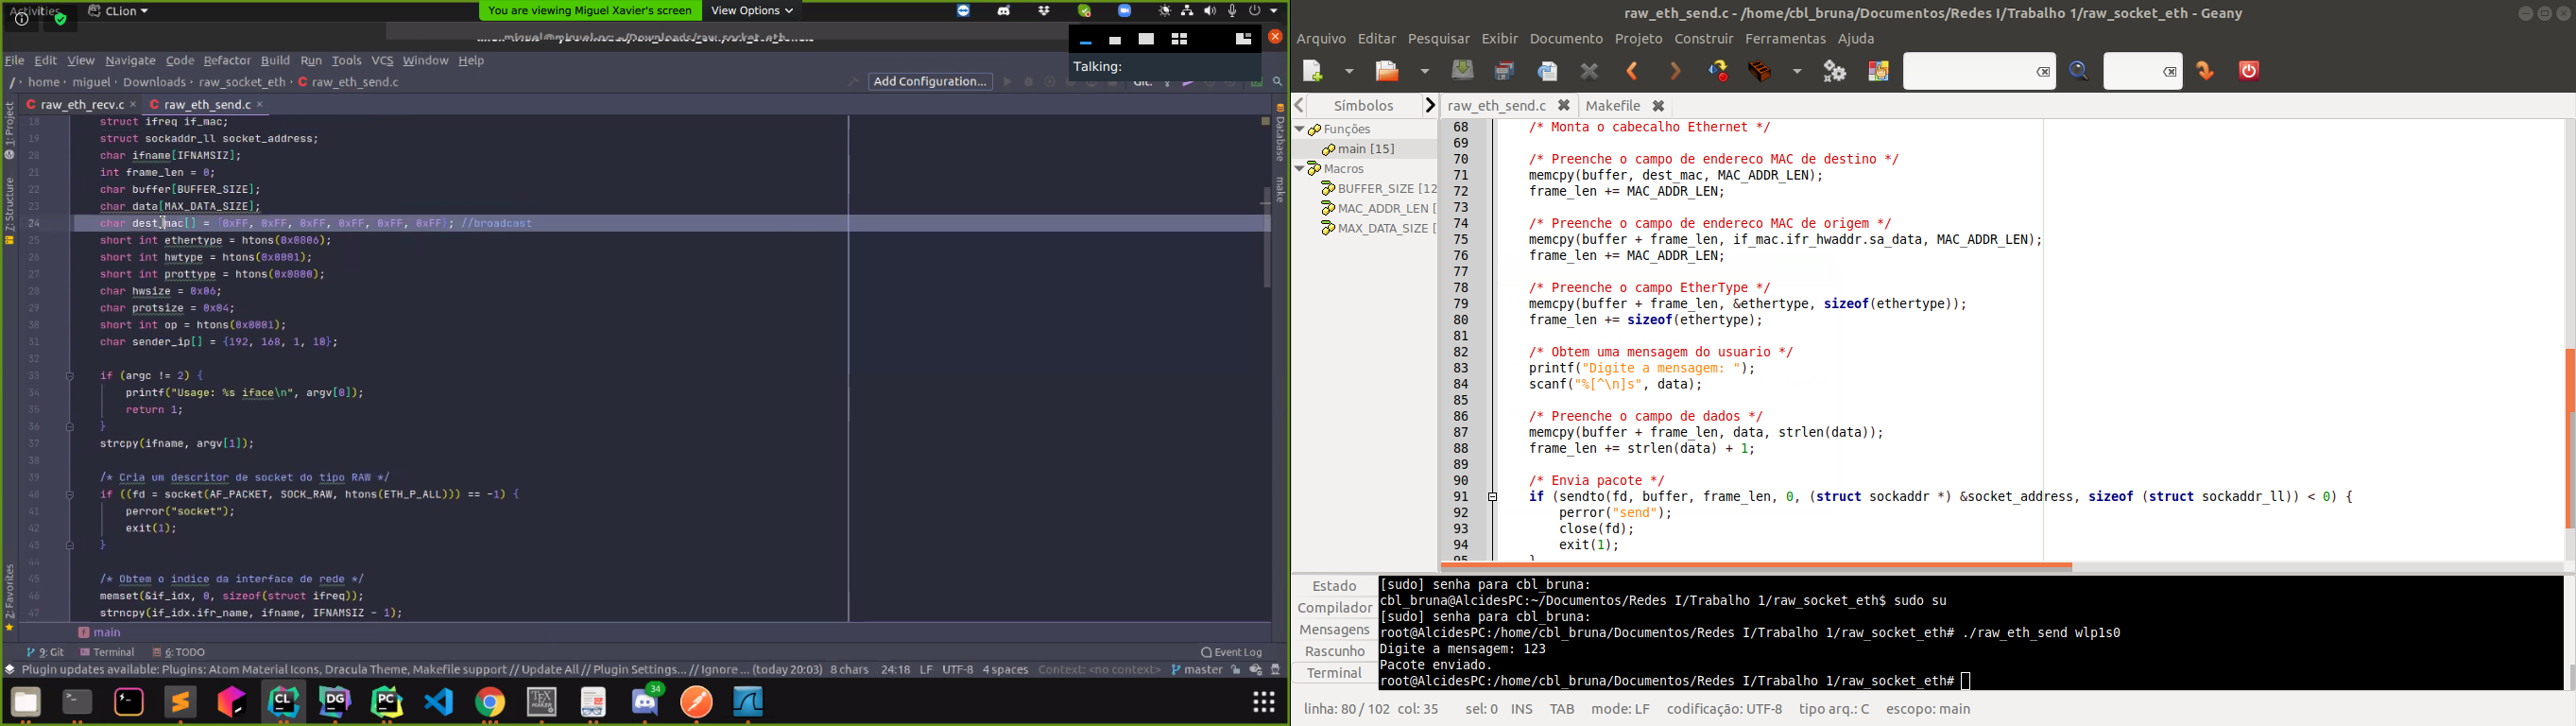 Activities
CLion
You are viewing Miguel Xavier's screen
View Options
Talking:
File Edit View Navigate Code Refactor Build Run Tools VCS Window Help
/ home miguel Downloads raw_socket_eth raw_eth_send.c
Add Configuration...
Git:
raw_eth_recv.c
raw_eth_send.c
1: Project
7: Structure
2: Favorites
Database
make
18 struct ifreq if_mac;
19 struct sockaddr_ll socket_address;
20 char ifname[IFNAMSIZ];
21 int frame_len = 0;
22 char buffer[BUFFER_SIZE];
23 char data[MAX_DATA_SIZE];
24 char dest_mac[] = {0xFF, 0xFF, 0xFF, 0xFF, 0xFF, 0xFF}; //broadcast
25 short int ethertype = htons(0x0806);
26 short int hwtype = htons(0x0001);
27 short int prottype = htons(0x0800);
28 char hwsize = 0x06;
29 char protsize = 0x04;
30 short int op = htons(0x0001);
31 char sender_ip[] = {192, 168, 1, 10};
32
33 if (argc != 2) {
34 printf("Usage: %s iface\n", argv[0]);
35 return 1;
36 }
37 strcpy(ifname, argv[1]);
38
39 /* Cria um descritor de socket do tipo RAW */
40 if ((fd = socket(AF_PACKET, SOCK_RAW, htons(ETH_P_ALL))) == -1) {
41 perror("socket");
42 exit(1);
43 }
44
45 /* Obtem o indice da interface de rede */
46 memset(&if_idx, 0, sizeof(struct ifreq));
47 strncpy(if_idx.ifr_name, ifname, IFNAMSIZ - 1);
main
9: Git Terminal 6: TODO Event Log
Plugin updates available: Plugins: Atom Material Icons, Dracula Theme, Makefile support // Update All // Plugin Settings... // Ignore ... (today 20:03) 8 chars 24:18 LF UTF-8 4 spaces Context: <no context> master
CL DG PC 34
raw_eth_send.c - /home/cbl_bruna/Documentos/Redes I/Trabalho 1/raw_socket_eth - Geany
Arquivo Editar Pesquisar Exibir Documento Projeto Construir Ferramentas Ajuda
Símbolos
raw_eth_send.c Makefile
Funções
main [15]
Macros
BUFFER_SIZE [12
MAC_ADDR_LEN [
MAX_DATA_SIZE [
68 /* Monta o cabecalho Ethernet */
69
70 /* Preenche o campo de endereco MAC de destino */
71 memcpy(buffer, dest_mac, MAC_ADDR_LEN);
72 frame_len += MAC_ADDR_LEN;
73
74 /* Preenche o campo de endereco MAC de origem */
75 memcpy(buffer + frame_len, if_mac.ifr_hwaddr.sa_data, MAC_ADDR_LEN);
76 frame_len += MAC_ADDR_LEN;
77
78 /* Preenche o campo EtherType */
79 memcpy(buffer + frame_len, &ethertype, sizeof(ethertype));
80 frame_len += sizeof(ethertype);
81
82 /* Obtem uma mensagem do usuario */
83 printf("Digite a mensagem: ");
84 scanf("%[^\n]s", data);
85
86 /* Preenche o campo de dados */
87 memcpy(buffer + frame_len, data, strlen(data));
88 frame_len += strlen(data) + 1;
89
90 /* Envia pacote */
91 if (sendto(fd, buffer, frame_len, 0, (struct sockaddr *) &socket_address, sizeof (struct sockaddr_ll)) < 0) {
92 perror("send");
93 close(fd);
94 exit(1);
95 }
Estado
Compilador
Mensagens
Rascunho
Terminal
[sudo] senha para cbl_bruna:
cbl_bruna@AlcidesPC:~/Documentos/Redes I/Trabalho 1/raw_socket_eth$ sudo su
[sudo] senha para cbl_bruna:
root@AlcidesPC:/home/cbl_bruna/Documentos/Redes I/Trabalho 1/raw_socket_eth# ./raw_eth_send wlp1s0
Digite a mensagem: 123
Pacote enviado.
root@AlcidesPC:/home/cbl_bruna/Documentos/Redes I/Trabalho 1/raw_socket_eth#
linha: 80 / 102 col: 35 sel: 0 INS TAB mode: LF codificação: UTF-8 tipo arq.: C escopo: main